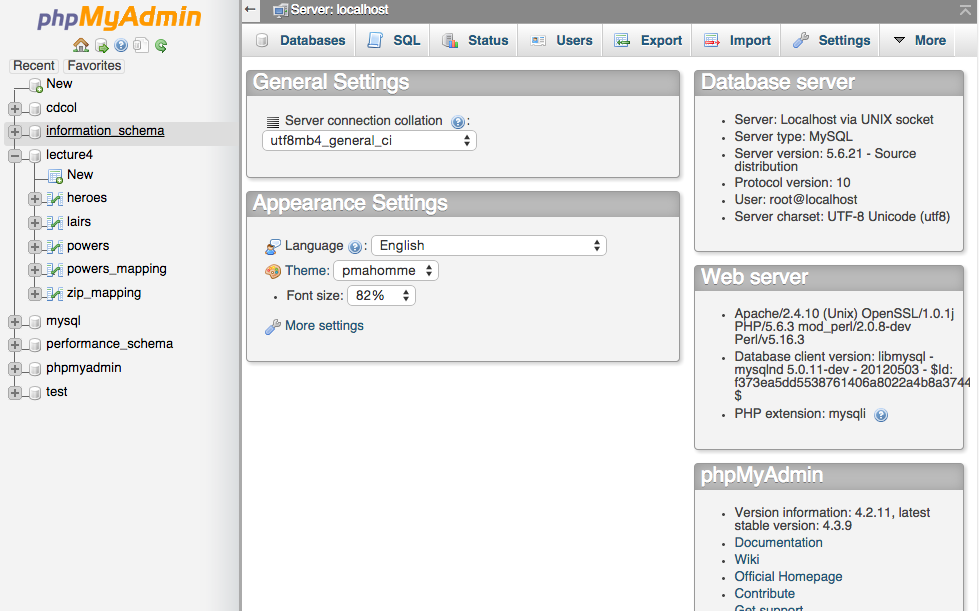 phpMyAdmin
Recent Favorites
New
cdcol
information_schema
lecture4
New
heroes
lairs
powers
powers_mapping
zip_mapping
mysql
performance_schema
phpmyadmin
test
Server: localhost
Databases SQL Status Users Export Import Settings More
General Settings
Server connection collation :
utf8mb4_general_ci
Appearance Settings
Language : English
Theme: pmahomme
Font size: 82%
More settings
Database server
Server: Localhost via UNIX socket
Server type: MySQL
Server version: 5.6.21 - Source
distribution
Protocol version: 10
User: root@localhost
Server charset: UTF-8 Unicode (utf8)
Web server
Apache/2.4.10 (Unix) OpenSSL/1.0.1j
PHP/5.6.3 mod_perl/2.0.8-dev
Perl/v5.16.3
Database client version: libmysql -
mysqlnd 5.0.11-dev - 20120503 - $Id:
f373ea5dd5538761406a8022a4b8a3744
$
PHP extension: mysqli
phpMyAdmin
Version information: 4.2.11, latest
stable version: 4.3.9
Documentation
Wiki
Official Homepage
Contribute
Get support